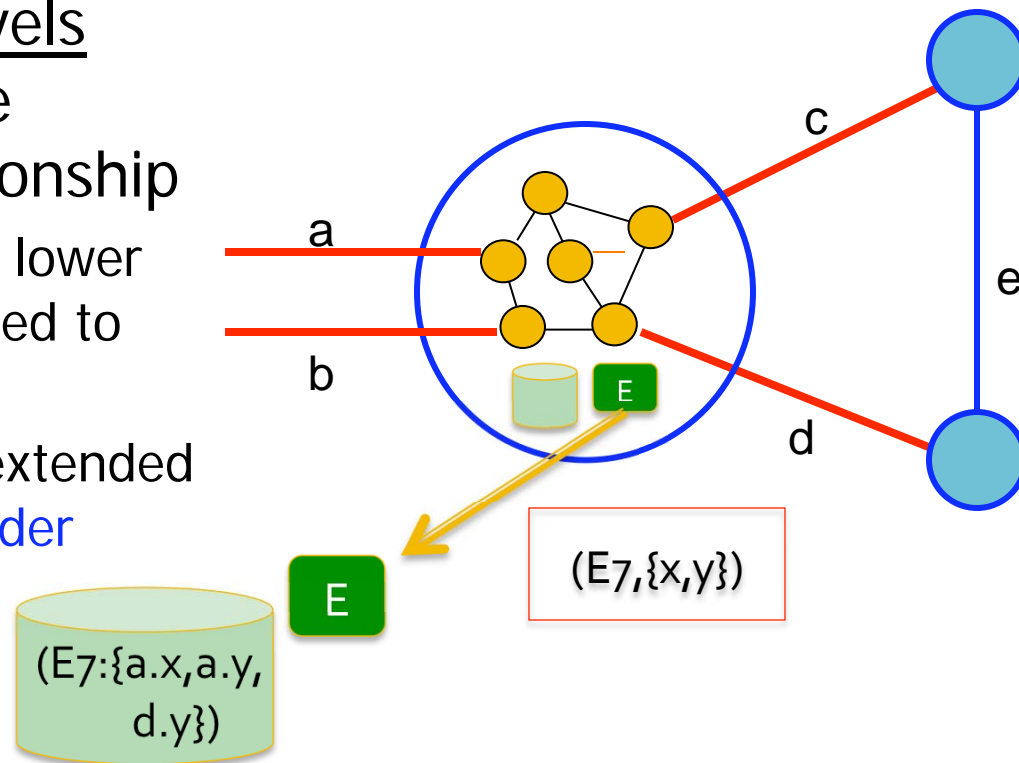 vels
e
onship
lower
ed to
extended
der
a
b
c
d
e
E
E
(E7,{x,y})
(E7:{a.x,a.y,
d.y})